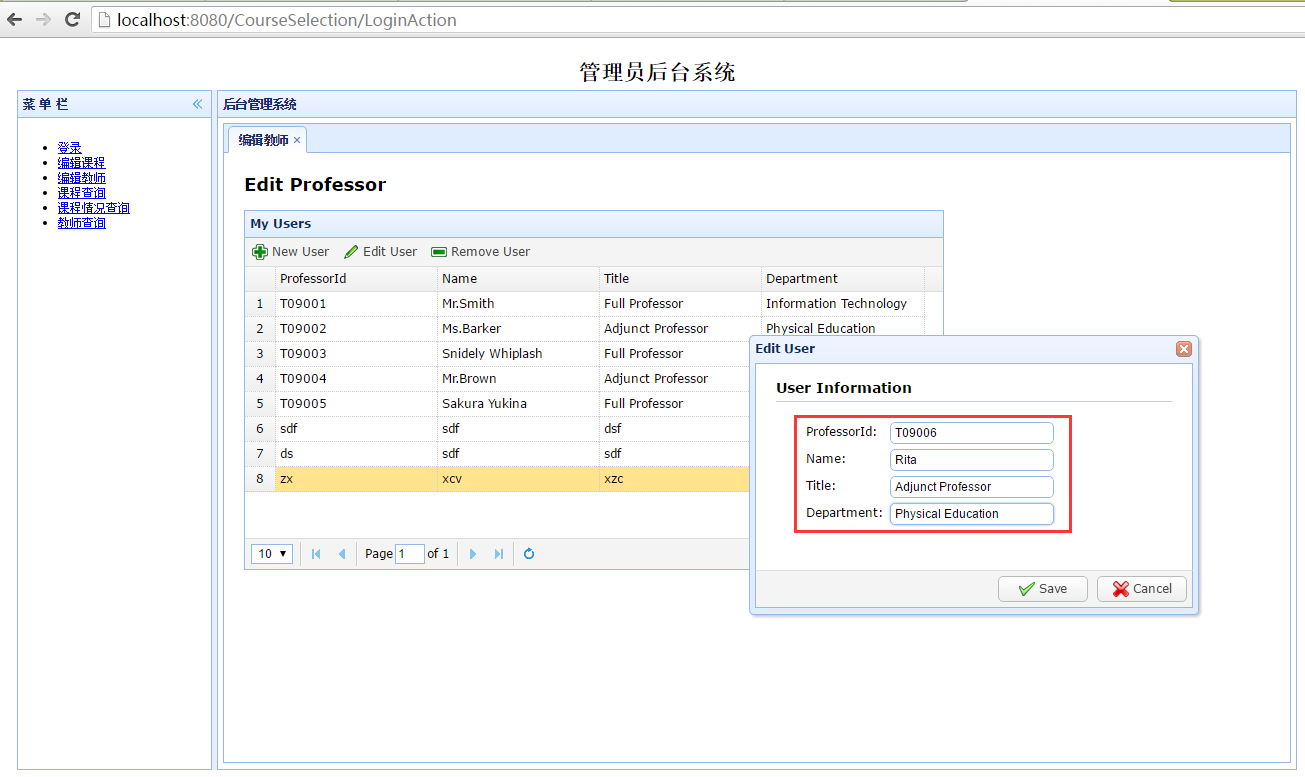 localhost:8080/CourseSelection/LoginAction
管理员后台系统
菜单栏
登录
编辑课程
编辑教师
课程查询
课程情况查询
教师查询
后台管理系统
编辑教师
Edit Professor
My Users
New User Edit User Remove User
ProfessorId Name Title Department
1 T09001 Mr.Smith Full Professor Information Technology
2 T09002 Ms.Barker Adjunct Professor Physical Education
3 T09003 Snidely Whiplash Full Professor
4 T09004 Mr.Brown Adjunct Professor
5 T09005 Sakura Yukina Full Professor
6 sdf sdf dsf
7 ds sdf sdf
8 zx xcv xzc
10 Page 1 of 1
Edit User
User Information
ProfessorId: T09006
Name: Rita
Title: Adjunct Professor
Department: Physical Education
Save Cancel